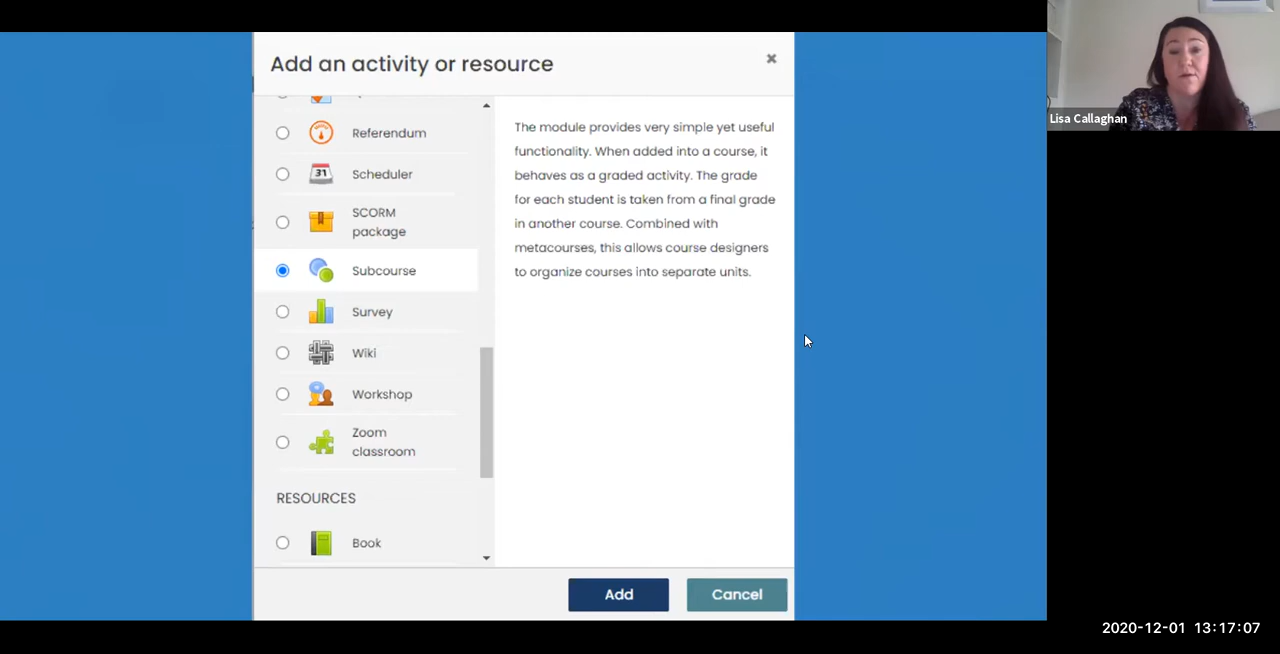 Add an activity or resource
×
Referendum
31
Scheduler
SCORM
package
Subcourse
Survey
Wiki
Workshop
Zoom
classroom
RESOURCES
Book
The module provides very simple yet useful
functionality. When added into a course, it
behaves as a graded activity. The grade
for each student is taken from a final grade
in another course. Combined with
metacourses, this allows course designers
to organize courses into separate units.
Add
Cancel
Lisa Callaghan
2020-12-01 13:17:07